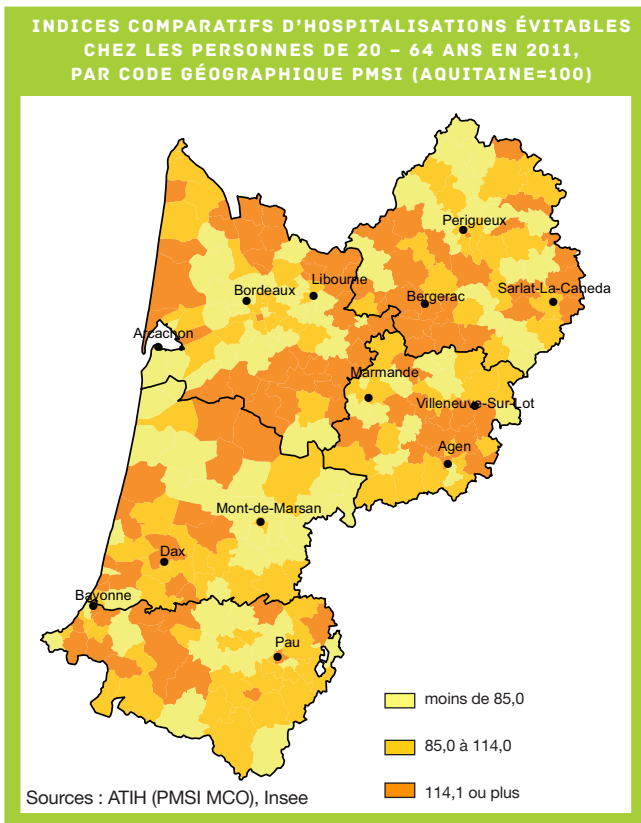 INDICES COMPARATIFS D'HOSPITALISATIONS ÉVITABLES
CHEZ LES PERSONNES DE 20 – 64 ANS EN 2011,
PAR CODE GÉOGRAPHIQUE PMSI (AQUITAINE=100)
Perigueux
Bordeaux
Libourne
Bergerac
Sarlat-La-Caneda
Arcachon
Marmande
Villeneuve-Sur-Lot
Agen
Mont-de-Marsan
Dax
Bayonne
Pau
moins de 85,0
85,0 à 114,0
114,1 ou plus
Sources : ATIH (PMSI MCO), Insee